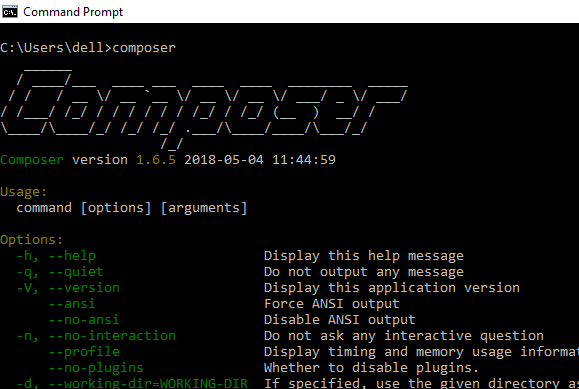 Command Prompt
C:\Users\dell>composer
Composer
Composer version 1.6.5 2018-05-04 11:44:59
Usage:
command [options] [arguments]
Options:
-h, --help Display this help message
-q, --quiet Do not output any message
-V, --version Display this application version
--ansi Force ANSI output
--no-ansi Disable ANSI output
-n, --no-interaction Do not ask any interactive question
--profile Display timing and memory usage informat
--no-plugins Whether to disable plugins.
-d, --working-dir=WORKING-DIR If specified, use the given directory as